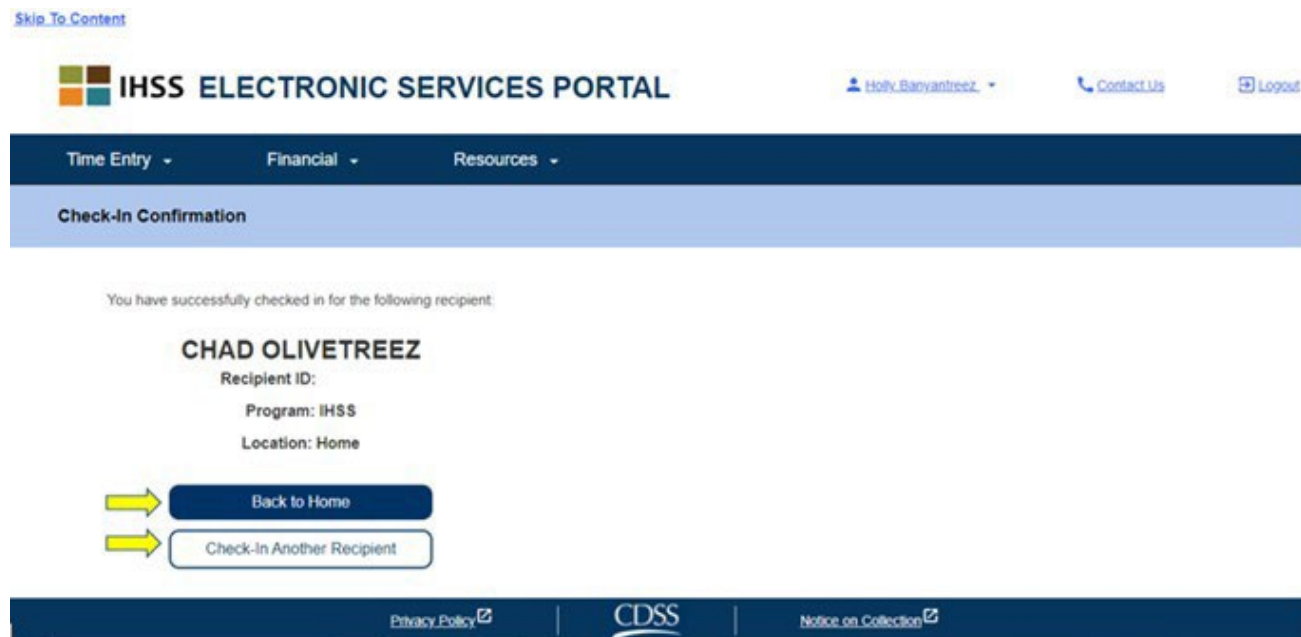 Skip To Content
IHSS ELECTRONIC SERVICES PORTAL
Holly Banyantreez
Contact Us
Logout
Time Entry
Financial
Resources
Check-In Confirmation
You have successfully checked in for the following recipient:
CHAD OLIVETREEZ
Recipient ID:
Program: IHSS
Location: Home
Back to Home
Check-In Another Recipient
Privacy Policy
CDSS
Notice on Collection